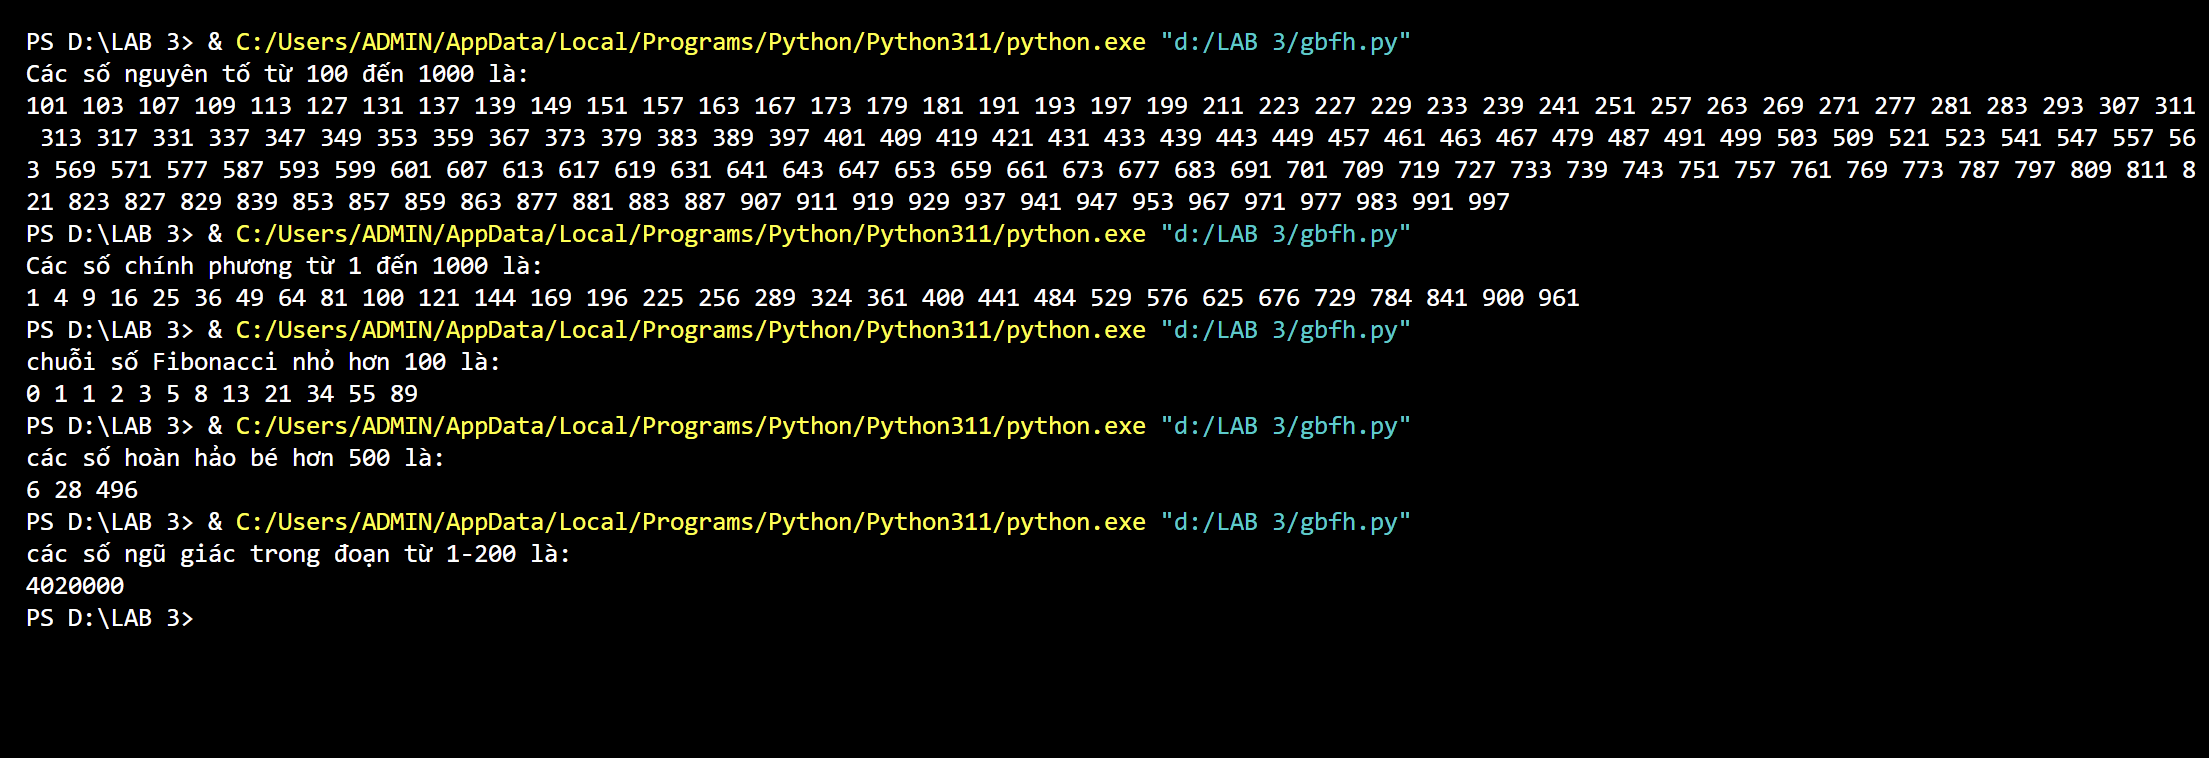 PS D:\LAB 3> & C:/Users/ADMIN/AppData/Local/Programs/Python/Python311/python.exe "d:/LAB 3/gbfh.py"
Các số nguyên tố từ 100 đến 1000 là:
101 103 107 109 113 127 131 137 139 149 151 157 163 167 173 179 181 191 193 197 199 211 223 227 229 233 239 241 251 257 263 269 271 277 281 283 293 307 311
 313 317 331 337 347 349 353 359 367 373 379 383 389 397 401 409 419 421 431 433 439 443 449 457 461 463 467 479 487 491 499 503 509 521 523 541 547 557 56
3 569 571 577 587 593 599 601 607 613 617 619 631 641 643 647 653 659 661 673 677 683 691 701 709 719 727 733 739 743 751 757 761 769 773 787 797 809 811 8
21 823 827 829 839 853 857 859 863 877 881 883 887 907 911 919 929 937 941 947 953 967 971 977 983 991 997
PS D:\LAB 3> & C:/Users/ADMIN/AppData/Local/Programs/Python/Python311/python.exe "d:/LAB 3/gbfh.py"
Các số chính phương từ 1 đến 1000 là:
1 4 9 16 25 36 49 64 81 100 121 144 169 196 225 256 289 324 361 400 441 484 529 576 625 676 729 784 841 900 961
PS D:\LAB 3> & C:/Users/ADMIN/AppData/Local/Programs/Python/Python311/python.exe "d:/LAB 3/gbfh.py"
chuỗi số Fibonacci nhỏ hơn 100 là:
0 1 1 2 3 5 8 13 21 34 55 89
PS D:\LAB 3> & C:/Users/ADMIN/AppData/Local/Programs/Python/Python311/python.exe "d:/LAB 3/gbfh.py"
các số hoàn hảo bé hơn 500 là:
6 28 496
PS D:\LAB 3> & C:/Users/ADMIN/AppData/Local/Programs/Python/Python311/python.exe "d:/LAB 3/gbfh.py"
các số ngũ giác trong đoạn từ 1-200 là:
4020000
PS D:\LAB 3>